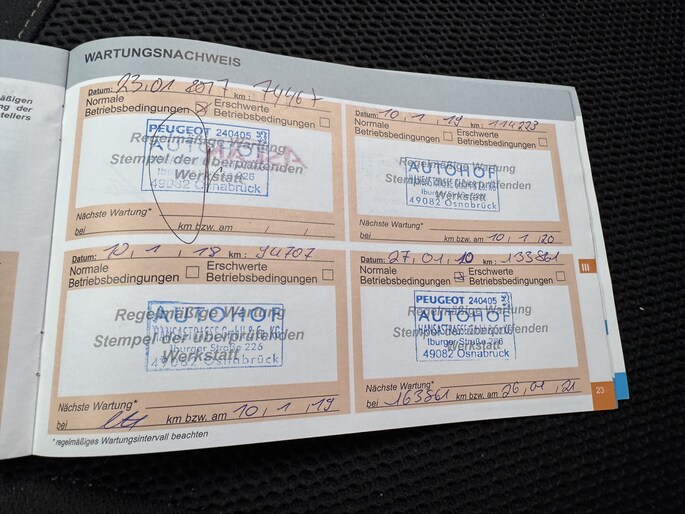 WARTUNGSNACHWEIS
Datum: 23.01 2017 km: 74467
Normale
Betriebsbedingungen
Erschwerte
Betriebsbedingungen
PEUGEOT 240405
Regelmäßige Wartung
Stempel der überprüfenden
Werkstatt
49082 Osnabrück
Nächste Wartung*
bei km bzw. am / /
Datum: 10, 1, 19 km: 114223
Normale
Betriebsbedingungen
Erschwerte
Betriebsbedingungen
AUTOHOF
Regelmäßige Wartung
Stempel der überprüfenden
Werkstatt
49082 Osnabrück
Nächste Wartung*
bei km bzw. am 10, 1, 20
Datum: 10, 1, 18 km: 94707
Normale
Betriebsbedingungen
Erschwerte
Betriebsbedingungen
AUTOHOF
Regelmäßige Wartung
Stempel der überprüfenden
Iburger Straße 226
Werkstatt
49082 Osnabrück
Nächste Wartung*
bei km bzw. am 10, 1, 19
Datum: 27, 01, km: 133861
Normale
Betriebsbedingungen
Erschwerte
Betriebsbedingungen
PEUGEOT 240405
AUTOHOF
Regelmäßige Wartung
Stempel der überprüfenden
Iburger Straße 226
Werkstatt
49082 Osnabrück
Nächste Wartung*
bei 163861 km bzw. am 26, 01, 21
*regelmäßiges Wartungsintervall beachten
III
23